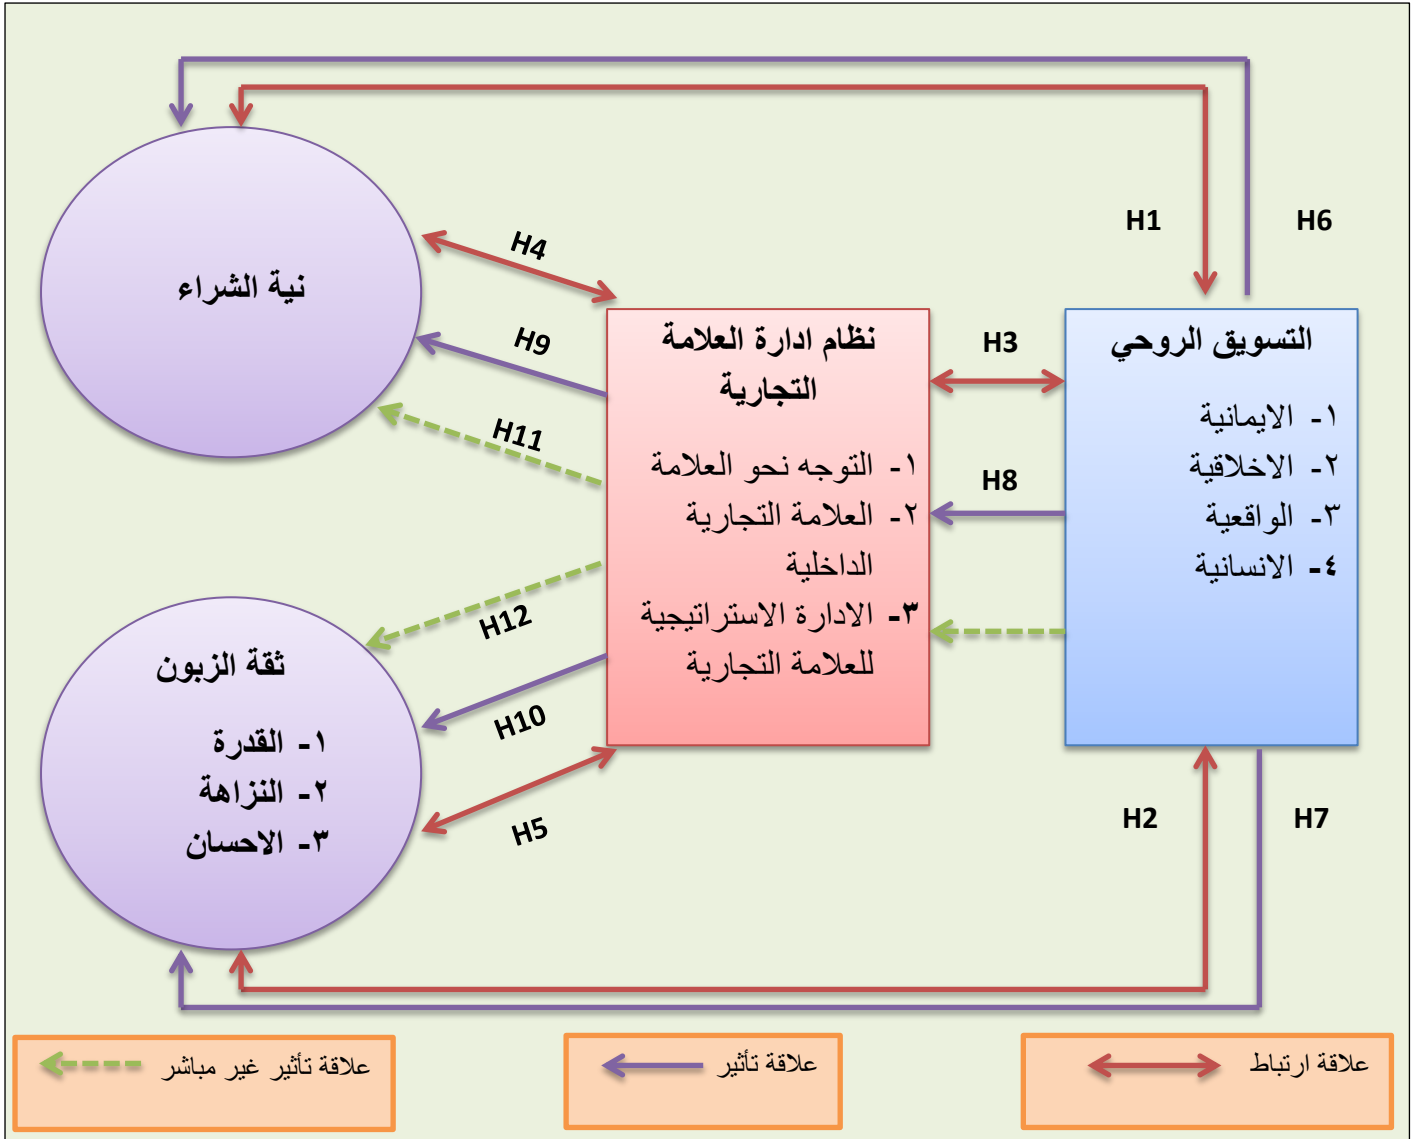 H6
H1
التسويق الروحي
١- الايمانية
٢- الاخلاقية
٣- الواقعية
٤- الانسانية
H3
H8
نظام ادارة العلامة
التجارية
١- التوجه نحو العلامة
٢- العلامة التجارية
الداخلية
٣- الادارة الاستراتيجية
للعلامة التجارية
H4
H9
H11
H12
H10
H5
نية الشراء
ثقة الزبون
١- القدرة
٢- النزاهة
٣- الاحسان
H7
H2
علاقة ارتباط
علاقة تأثير
علاقة تأثير غير مباشر